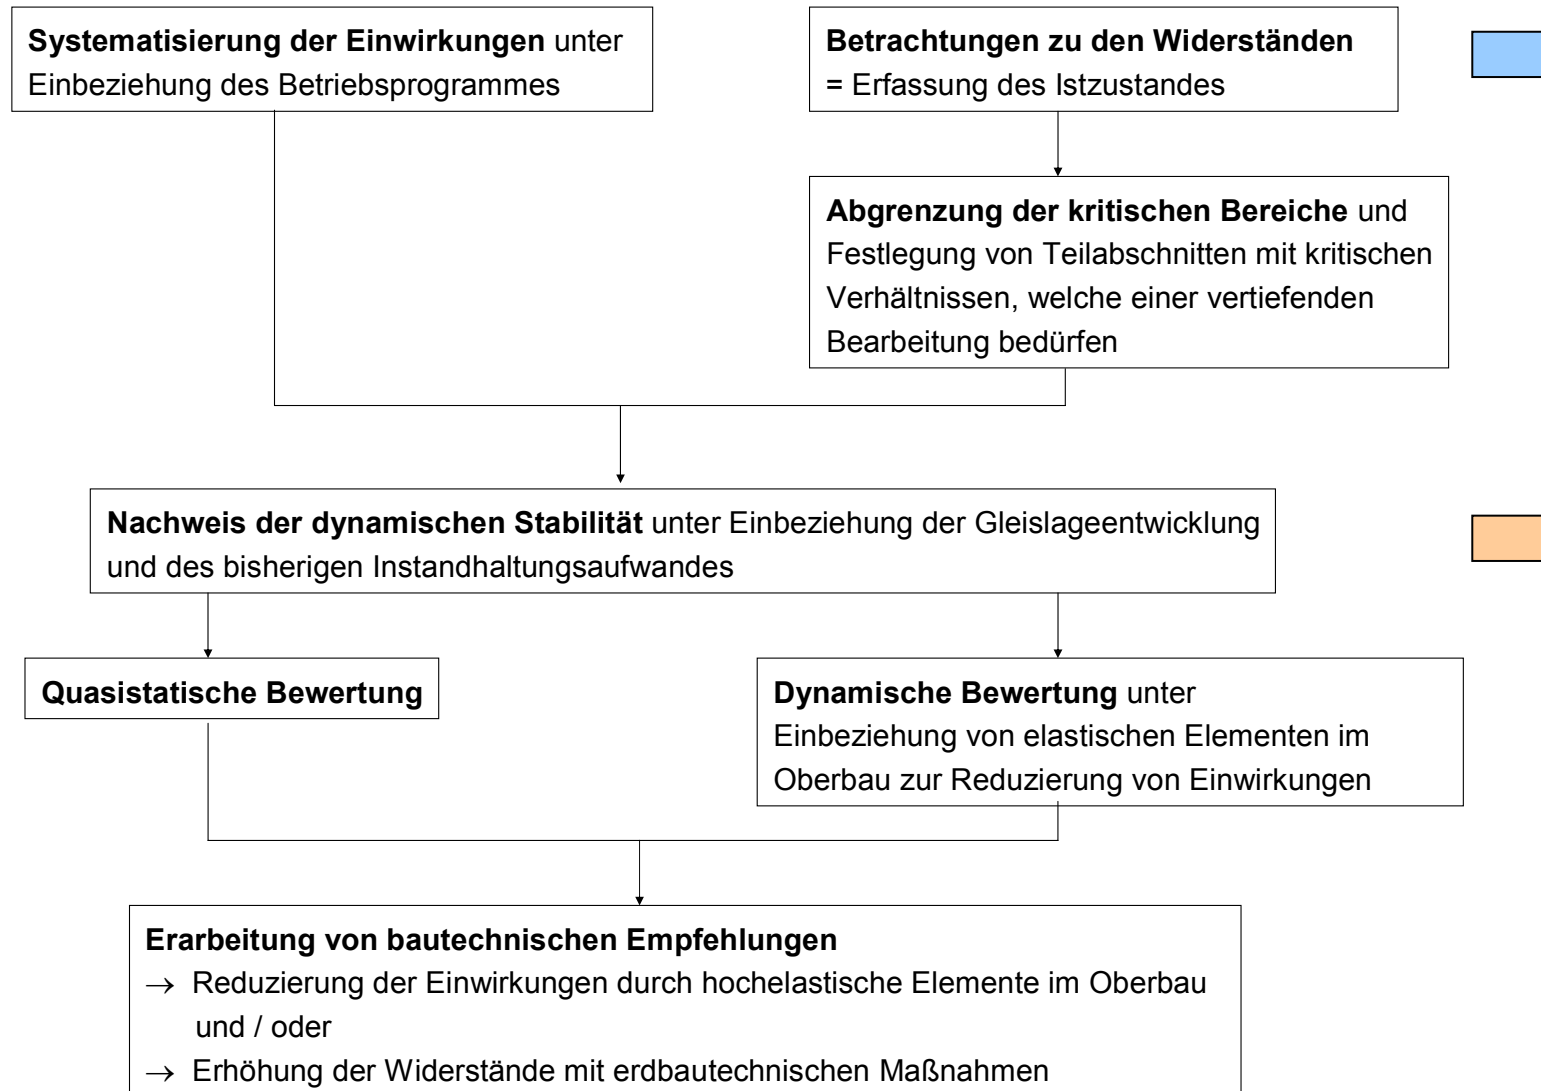 Systematisierung der Einwirkungen unter
Einbeziehung des Betriebsprogrammes
Betrachtungen zu den Widerständen
= Erfassung des Istzustandes
Abgrenzung der kritischen Bereiche und
Festlegung von Teilabschnitten mit kritischen
Verhältnissen, welche einer vertiefenden
Bearbeitung bedürfen
Nachweis der dynamischen Stabilität unter Einbeziehung der Gleislageentwicklung
und des bisherigen Instandhaltungsaufwandes
Quasistatische Bewertung
Dynamische Bewertung unter
Einbeziehung von elastischen Elementen im
Oberbau zur Reduzierung von Einwirkungen
Erarbeitung von bautechnischen Empfehlungen
→ Reduzierung der Einwirkungen durch hochelastische Elemente im Oberbau
und / oder
→ Erhöhung der Widerstände mit erdbautechnischen Maßnahmen